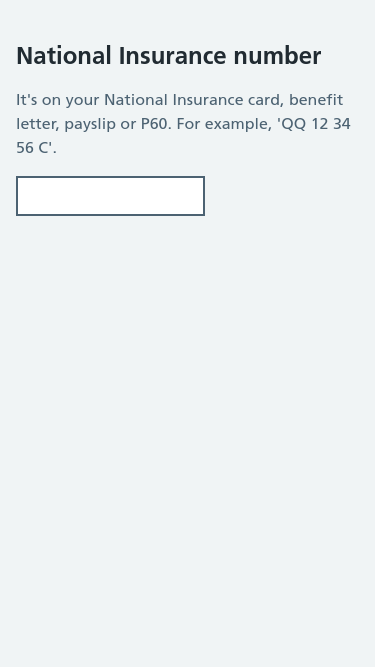 National Insurance number
It's on your National Insurance card, benefit
letter, payslip or P60. For example, 'QQ 12 34
56 C'.